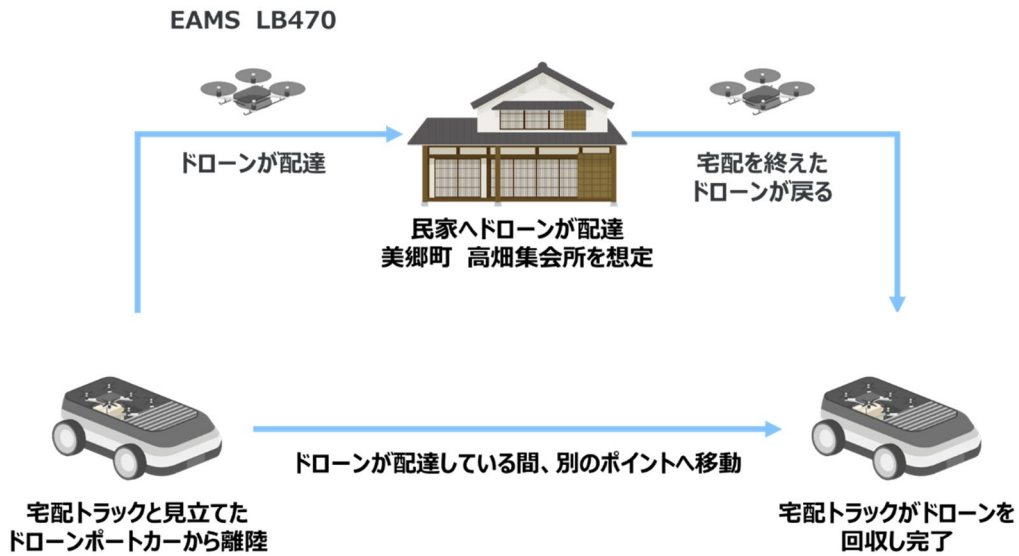 EAMS LB470
ドローンが配達
宅配を終えた
ドローンが戻る
民家へドローンが配達
美郷町　高畑集会所を想定
ドローンが配達している間、別のポイントへ移動
宅配トラックと見立てた
ドローンポートカーから離陸
宅配トラックがドローンを
回収し完了